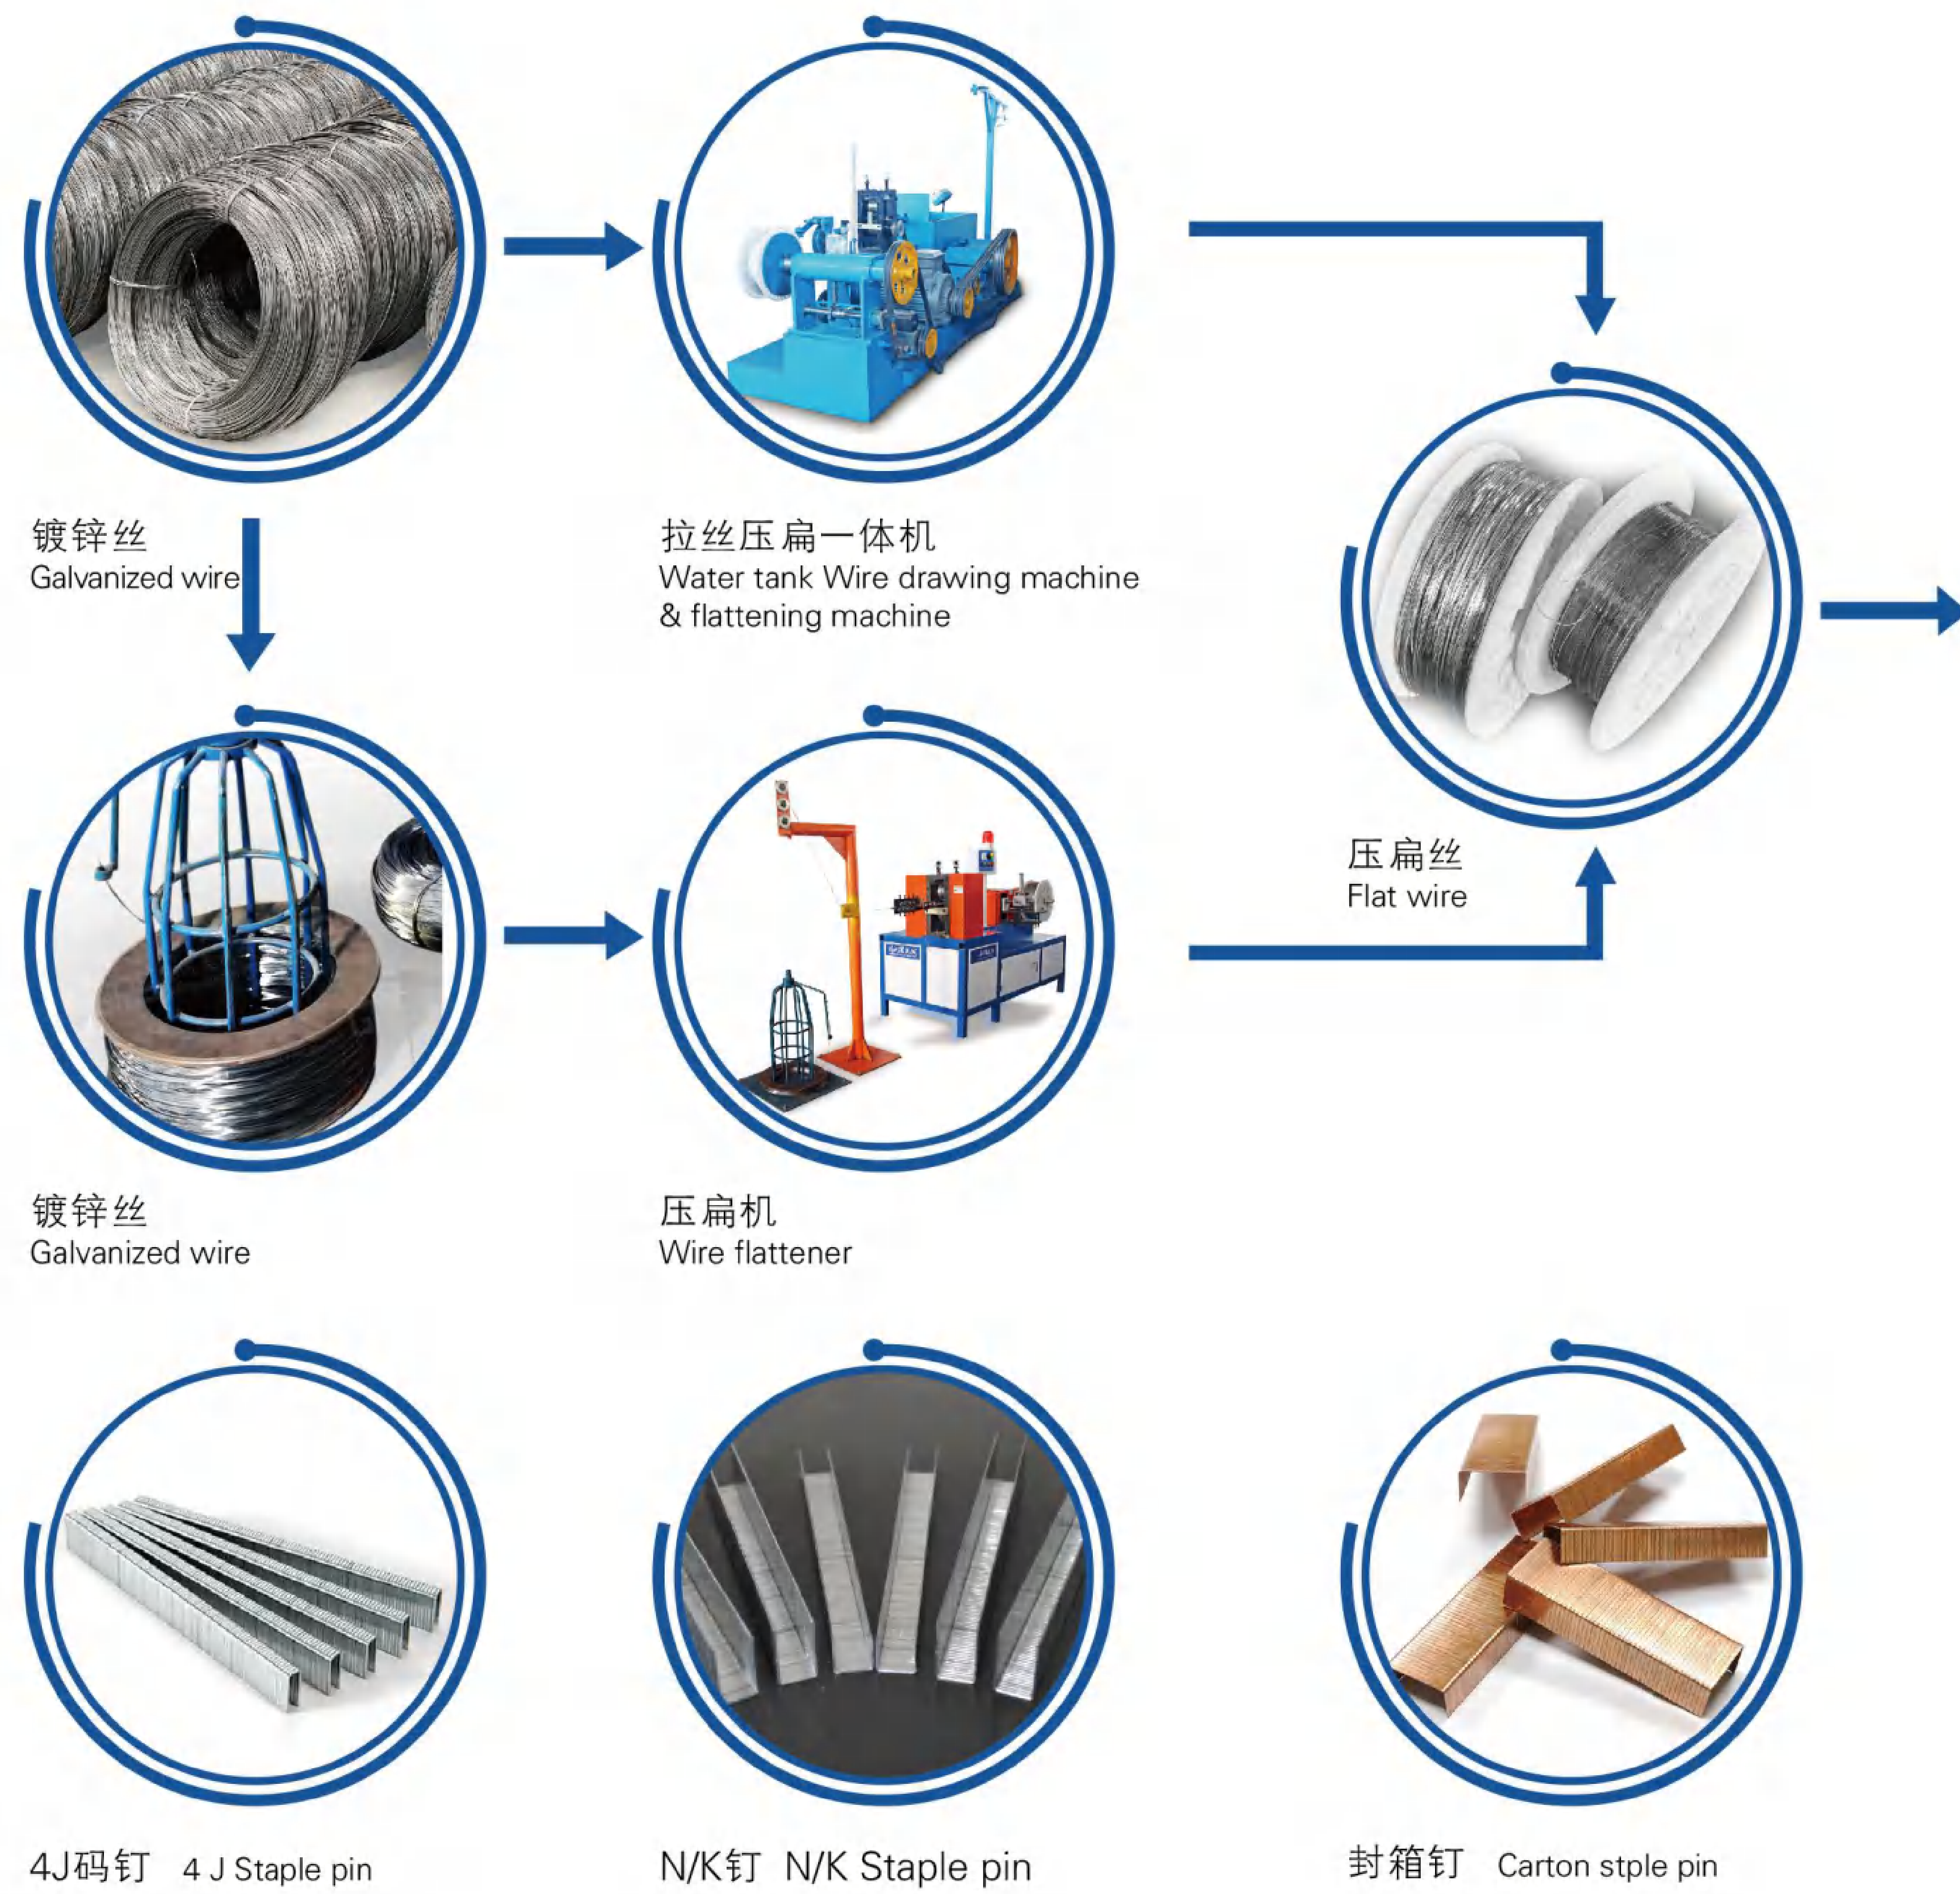 镀锌丝
Galvanized wire
拉丝压扁一体机
Water tank Wire drawing machine
& flattening machine
压扁丝
Flat wire
镀锌丝
Galvanized wire
压扁机
Wire flattener
4J码钉 4 J Staple pin
N/K钉 N/K Staple pin
封箱钉 Carton stple pin